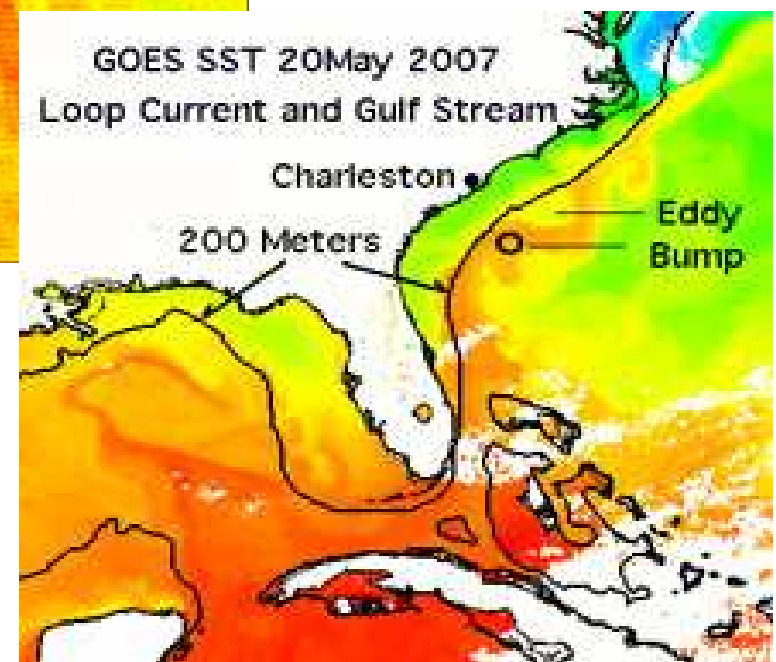 GOES SST 20May 2007
Loop Current and Gulf Stream
Charleston
200 Meters
Eddy
Bump